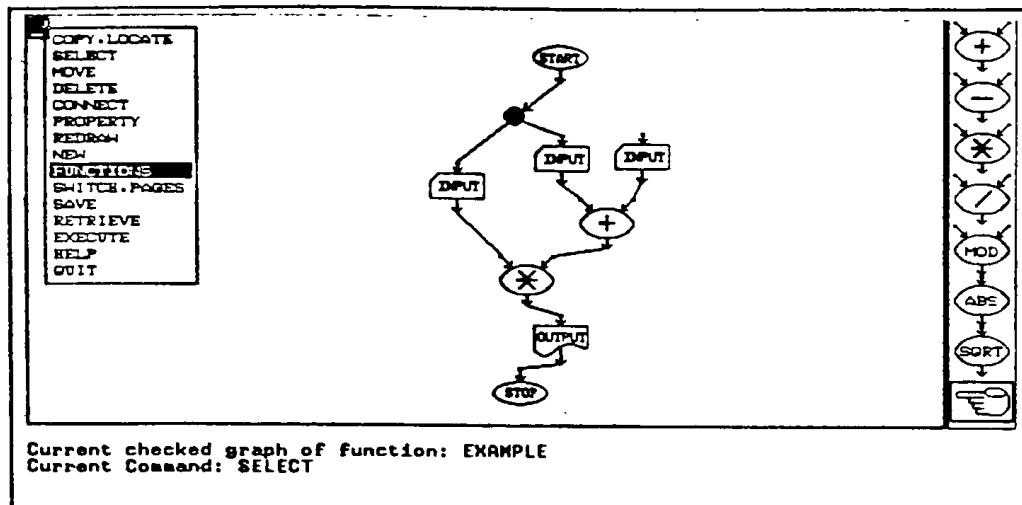 COPY.LOCATE
SELECT
MOVE
DELETE
CONNECT
PROPERTY
REDRAW
NEW
FUNCTIONS
SWITCH.PAGES
SAVE
RETRIEVE
EXECUTE
HELP
QUIT
START
INPUT
INPUT
INPUT
+
*
OUTPUT
STOP
+
—
*
/
MOD
ABS
SQRT
Current checked graph of function: EXAMPLE
Current Command: SELECT